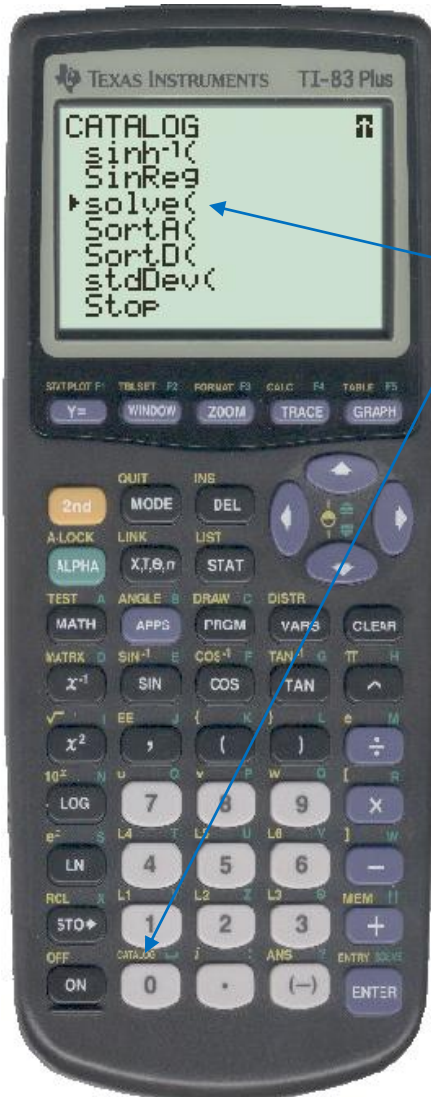 TEXAS INSTRUMENTS TI-83 Plus
CATALOG
sinh⁻¹(
SinReg
solve(
SortA(
SortD(
stdDev(
Stop
STAT PLOT F1 TBLSET F2 FORMAT F3 CALC F4 TABLE F5
Y= WINDOW ZOOM TRACE GRAPH
QUIT INS
2nd MODE DEL
A-LOCK LINK LIST
ALPHA X,T,θ,n STAT
TEST A ANGLE B DRAW C DISTR
MATH APPS PRGM VARS CLEAR
MATRX D SIN⁻¹ E COS⁻¹ F TAN⁻¹ G π H
x⁻¹ SIN COS TAN ^
√ I EE J { K } L e M
x² , ( ) ÷
10ˣ N u O v P w Q [ R
LOG 7 8 9 ×
eˣ S L4 T L5 U L6 V ] W
LN 4 5 6 −
RCL X L1 L2 Z L3 θ MEM
STO➔ 1 2 3 +
OFF CATALOG i : ANS ? ENTRY SOLVE
ON 0 . (−) ENTER